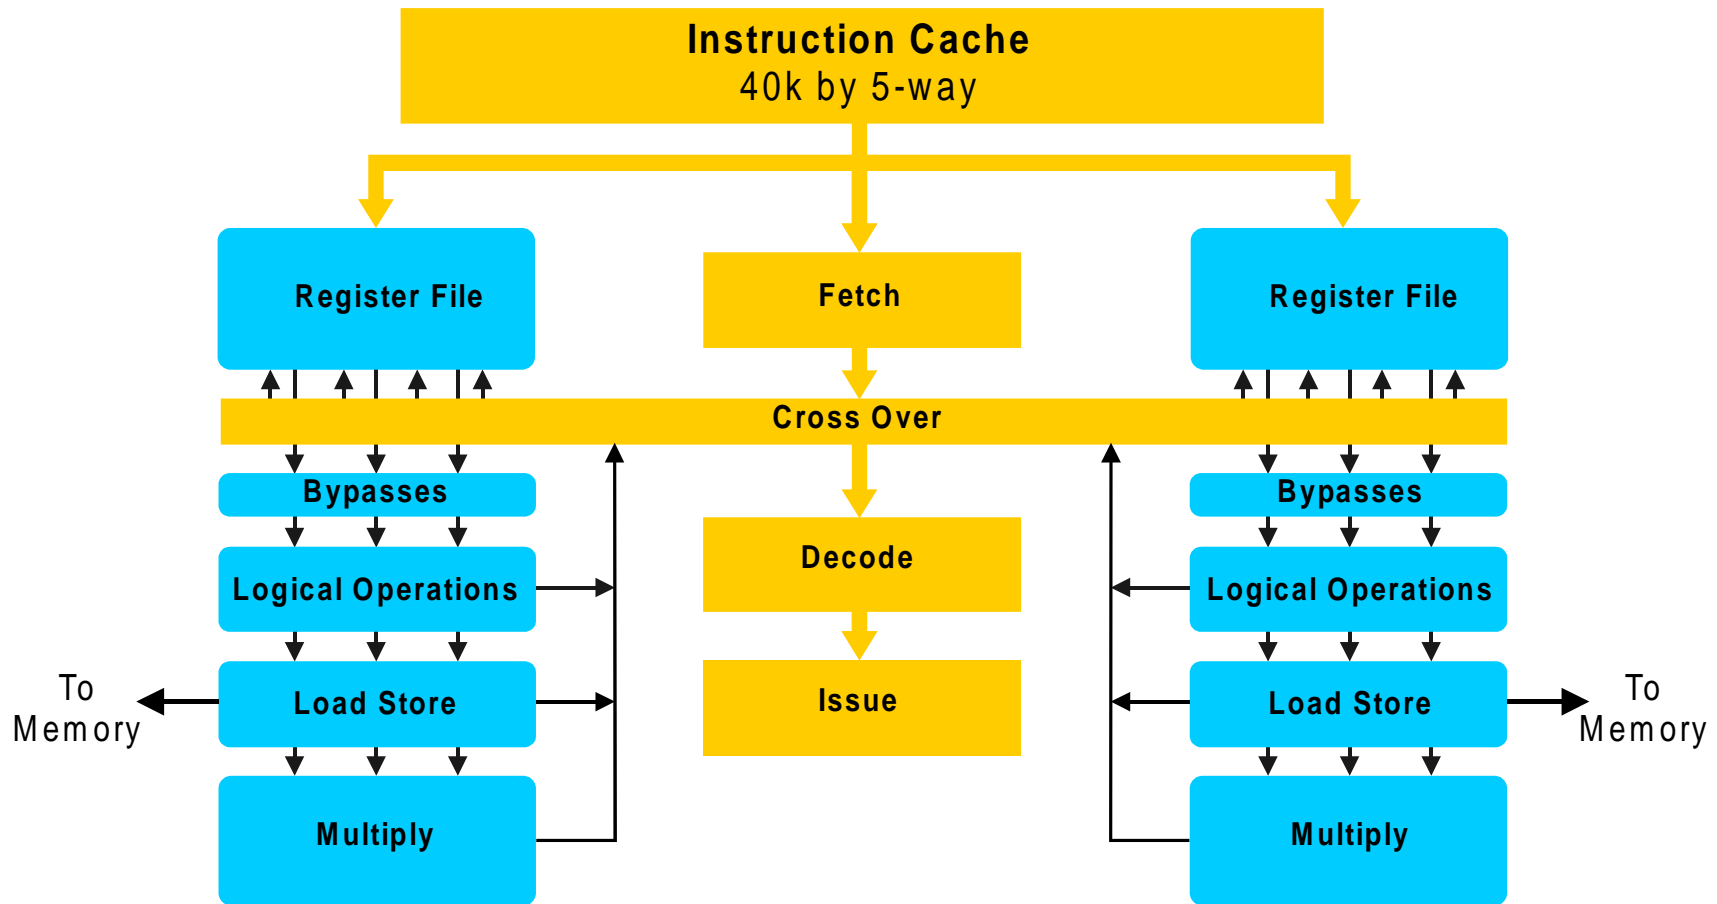 Instruction Cache
40k by 5-way
Register File
Fetch
Register File
Cross Over
Bypasses
Bypasses
Decode
Logical Operations
Logical Operations
To
Memory
Load Store
Issue
Load Store
To
Memory
Multiply
Multiply